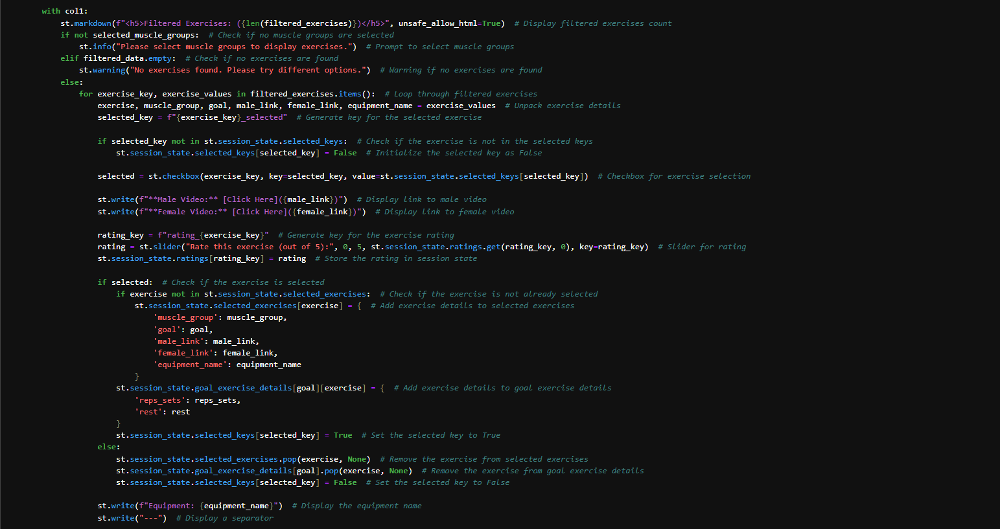 with col1:
st.markdown(f"<h5>Filtered Exercises: ({len(filtered_exercises)})</h5>", unsafe_allow_html=True)  # Display filtered exercises count
if not selected_muscle_groups:  # Check if no muscle groups are selected
st.info("Please select muscle groups to display exercises.")  # Prompt to select muscle groups
elif filtered_data.empty:  # Check if no exercises are found
st.warning("No exercises found. Please try different options.")  # Warning if no exercises are found
else:
for exercise_key, exercise_values in filtered_exercises.items():  # Loop through filtered exercises
exercise, muscle_group, goal, male_link, female_link, equipment_name = exercise_values  # Unpack exercise details
selected_key = f"{exercise_key}_selected"  # Generate key for the selected exercise
if selected_key not in st.session_state.selected_keys:  # Check if the exercise is not in the selected keys
st.session_state.selected_keys[selected_key] = False  # Initialize the selected key as False
selected = st.checkbox(exercise_key, key=selected_key, value=st.session_state.selected_keys[selected_key])  # Checkbox for exercise selection
st.write(f"**Male Video:** [Click Here]({male_link})")  # Display link to male video
st.write(f"**Female Video:** [Click Here]({female_link})")  # Display link to female video
rating_key = f"rating_{exercise_key}"  # Generate key for the exercise rating
rating = st.slider("Rate this exercise (out of 5):", 0, 5, st.session_state.ratings.get(rating_key, 0), key=rating_key)  # Slider for rating
st.session_state.ratings[rating_key] = rating  # Store the rating in session state
if selected:  # Check if the exercise is selected
if exercise not in st.session_state.selected_exercises:  # Check if the exercise is not already selected
st.session_state.selected_exercises[exercise] = {  # Add exercise details to selected exercises
'muscle_group': muscle_group,
'goal': goal,
'male_link': male_link,
'female_link': female_link,
'equipment_name': equipment_name
}
st.session_state.goal_exercise_details[goal][exercise] = {  # Add exercise details to goal exercise details
'reps_sets': reps_sets,
'rest': rest
}
st.session_state.selected_keys[selected_key] = True  # Set the selected key to True
else:
st.session_state.selected_exercises.pop(exercise, None)  # Remove the exercise from selected exercises
st.session_state.goal_exercise_details[goal].pop(exercise, None)  # Remove the exercise from goal exercise details
st.session_state.selected_keys[selected_key] = False  # Set the selected key to False
st.write(f"Equipment: {equipment_name}")  # Display the equipment name
st.write("---")  # Display a separator